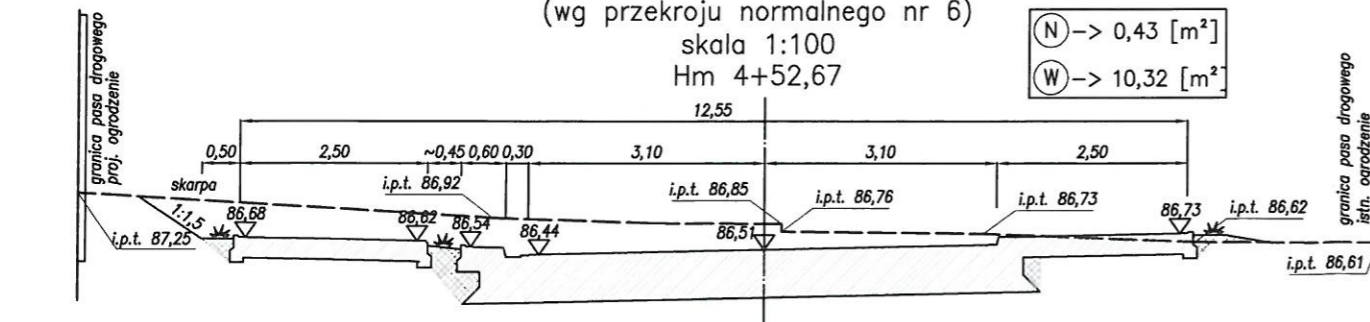 (wg przekroju normalnego nr 6)
skala 1:100
Hm 4+52,67
N -> 0,43 [m²]
W -> 10,32 [m²]
granica pasa drogowego
proj. ogrodzenie
granica pasa drogowego
istn. ogrodzenie
12,55
0,50 2,50 ~0,45 0,60 0,30 3,10 3,10 2,50
skarpa
1:1,5
i.p.t. 87,25
i.p.t. 86,92
i.p.t. 86,85
i.p.t. 86,76
i.p.t. 86,73
i.p.t. 86,62
i.p.t. 86,61
86,68 86,62 86,54 86,44 86,51 86,73